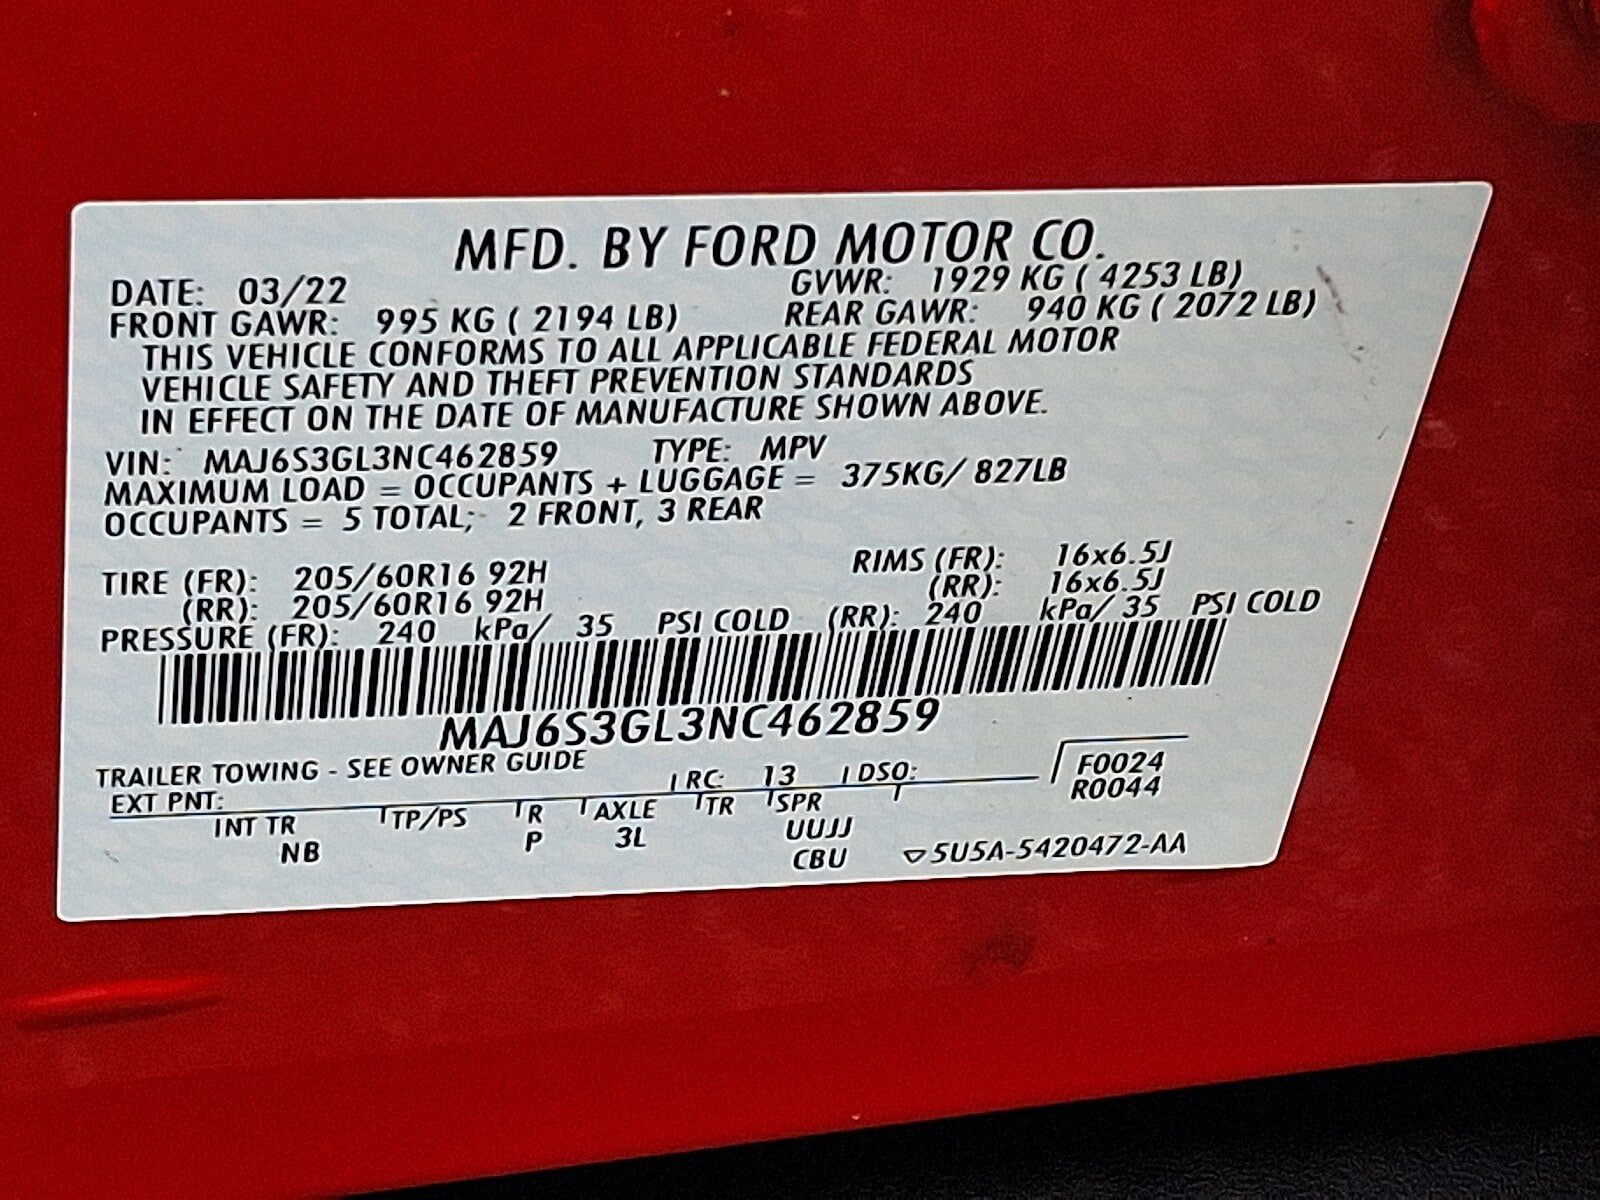 MFD. BY FORD MOTOR CO.
DATE: 03/22 GVWR: 1929 KG ( 4253 LB)
FRONT GAWR: 995 KG ( 2194 LB) REAR GAWR: 940 KG ( 2072 LB)
THIS VEHICLE CONFORMS TO ALL APPLICABLE FEDERAL MOTOR
VEHICLE SAFETY AND THEFT PREVENTION STANDARDS
IN EFFECT ON THE DATE OF MANUFACTURE SHOWN ABOVE.
VIN: MAJ6S3GL3NC462859 TYPE: MPV
MAXIMUM LOAD = OCCUPANTS + LUGGAGE = 375KG/ 827LB
OCCUPANTS = 5 TOTAL; 2 FRONT, 3 REAR
TIRE (FR): 205/60R16 92H RIMS (FR): 16x6.5J
(RR): 205/60R16 92H (RR): 16x6.5J
PRESSURE (FR): 240 kPa/ 35 PSI COLD (RR): 240 kPa/ 35 PSI COLD
MAJ6S3GL3NC462859
TRAILER TOWING - SEE OWNER GUIDE
EXT PNT: RC: 13 DSO: F0024
R0044
INT TR TP/PS R AXLE TR SPR
NB P 3L UUJJ
CBU ▽5U5A-5420472-AA